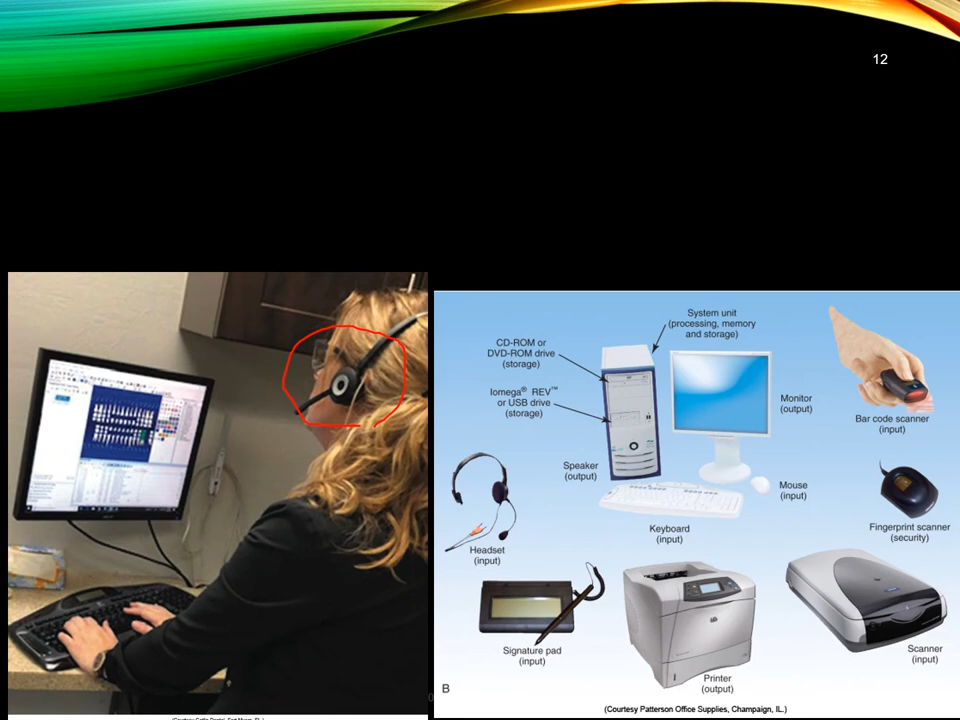 12
System unit
(processing, memory
and storage)
CD-ROM or
DVD-ROM drive
(storage)
Iomega® REV™
or USB drive
(storage)
Monitor
(output)
Bar code scanner
(input)
Speaker
(output)
Mouse
(input)
Keyboard
(input)
Headset
(input)
Fingerprint scanner
(security)
Signature pad
(input)
Printer
(output)
Scanner
(input)
B
(Courtesy Patterson Office Supplies, Champaign, IL.)